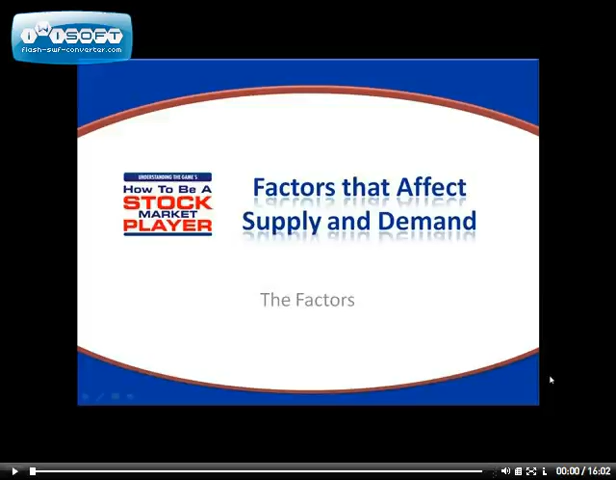 iWiSOFT
flash-swf-converter.com
UNDERSTANDING THE GAME'S
How To Be A
STOCK
MARKET
PLAYER
Factors that Affect
Supply and Demand
The Factors
00:00 / 16:02